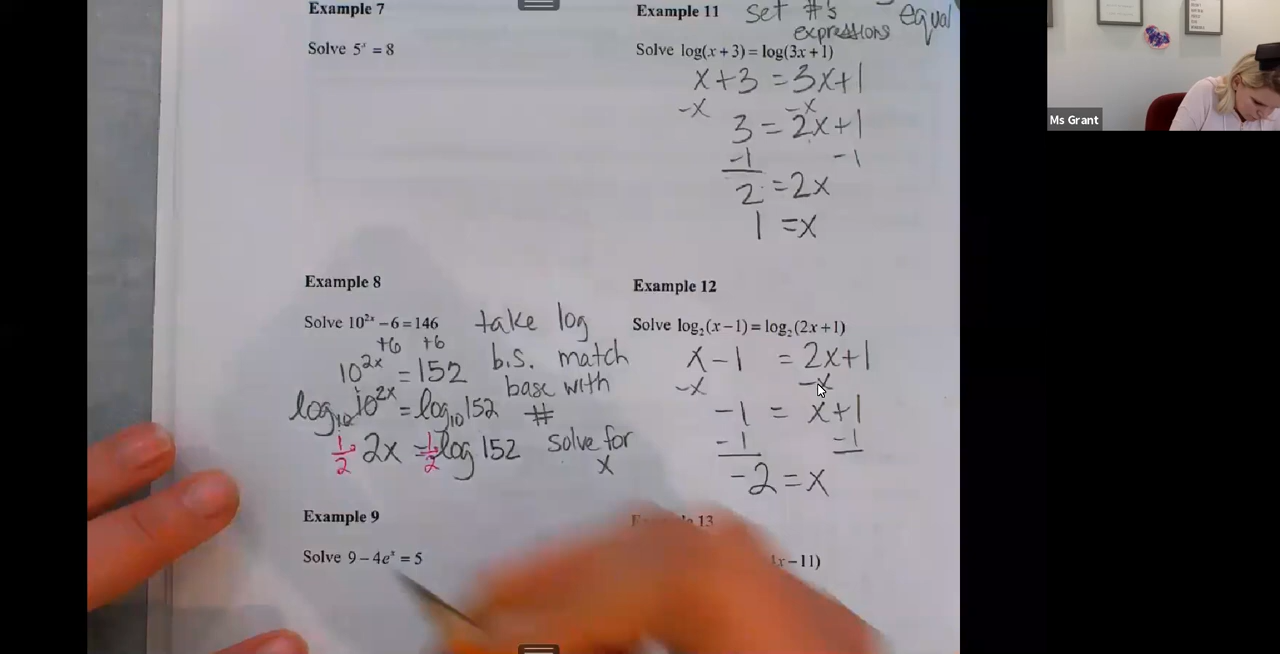 Example 7
Solve 5ˣ = 8
Example 8
Solve 10²ˣ − 6 = 146
+6 +6
10²ˣ = 152
log₁₀ 10²ˣ = log₁₀ 152
1/2 · 2x = 1/2 log 152
take log
b.s. match
base with
#
solve for
x
Example 9
Solve 9 − 4eˣ = 5
Example 11
set #'s
expressions
equal
Solve log(x + 3) = log(3x + 1)
x + 3 = 3x + 1
-x -x
3 = 2x + 1
-1 -1
2 = 2x
1 = x
Example 12
Solve log₂(x − 1) = log₂(2x + 1)
x - 1 = 2x + 1
-x -x
-1 = x + 1
-1 -1
-2 = x
13
x − 11)
Ms Grant